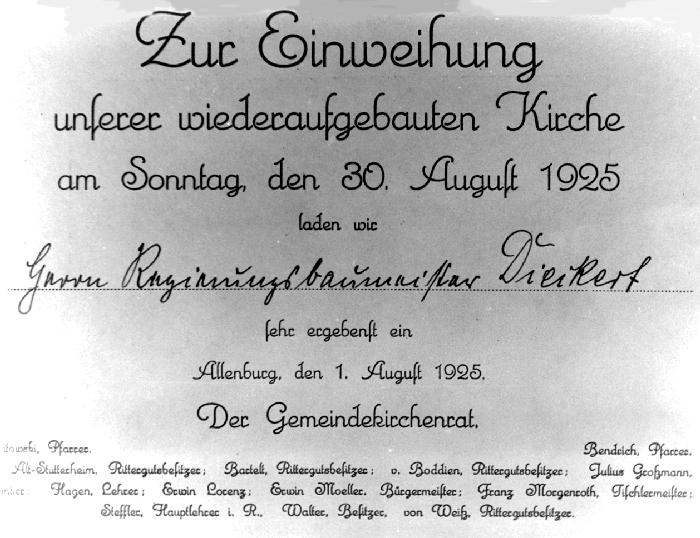 Zur Einweihung
unserer wiederaufgebauten Kirche
am Sonntag, den 30. August 1925
laden wir
Herrn Regierungsbaumeister Dieckert
sehr ergebenst ein
Allenburg, den 1. August 1925.
Der Gemeindekirchenrat.
Pfarrer. Bendrich, Pfarrer.
Alt-Stutterheim, Rittergutsbesitzer; Bartelt, Rittergutsbesitzer; v. Boddien, Rittergutsbesitzer; Julius Großmann,
Hagen, Lehrer; Erwin Lorenz; Erwin Moeller, Bürgermeister; Franz Morgenroth, Tischlermeister;
Steffler, Hauptlehrer i. R., Walter, Besitzer, von Weiß, Rittergutsbesitzer.